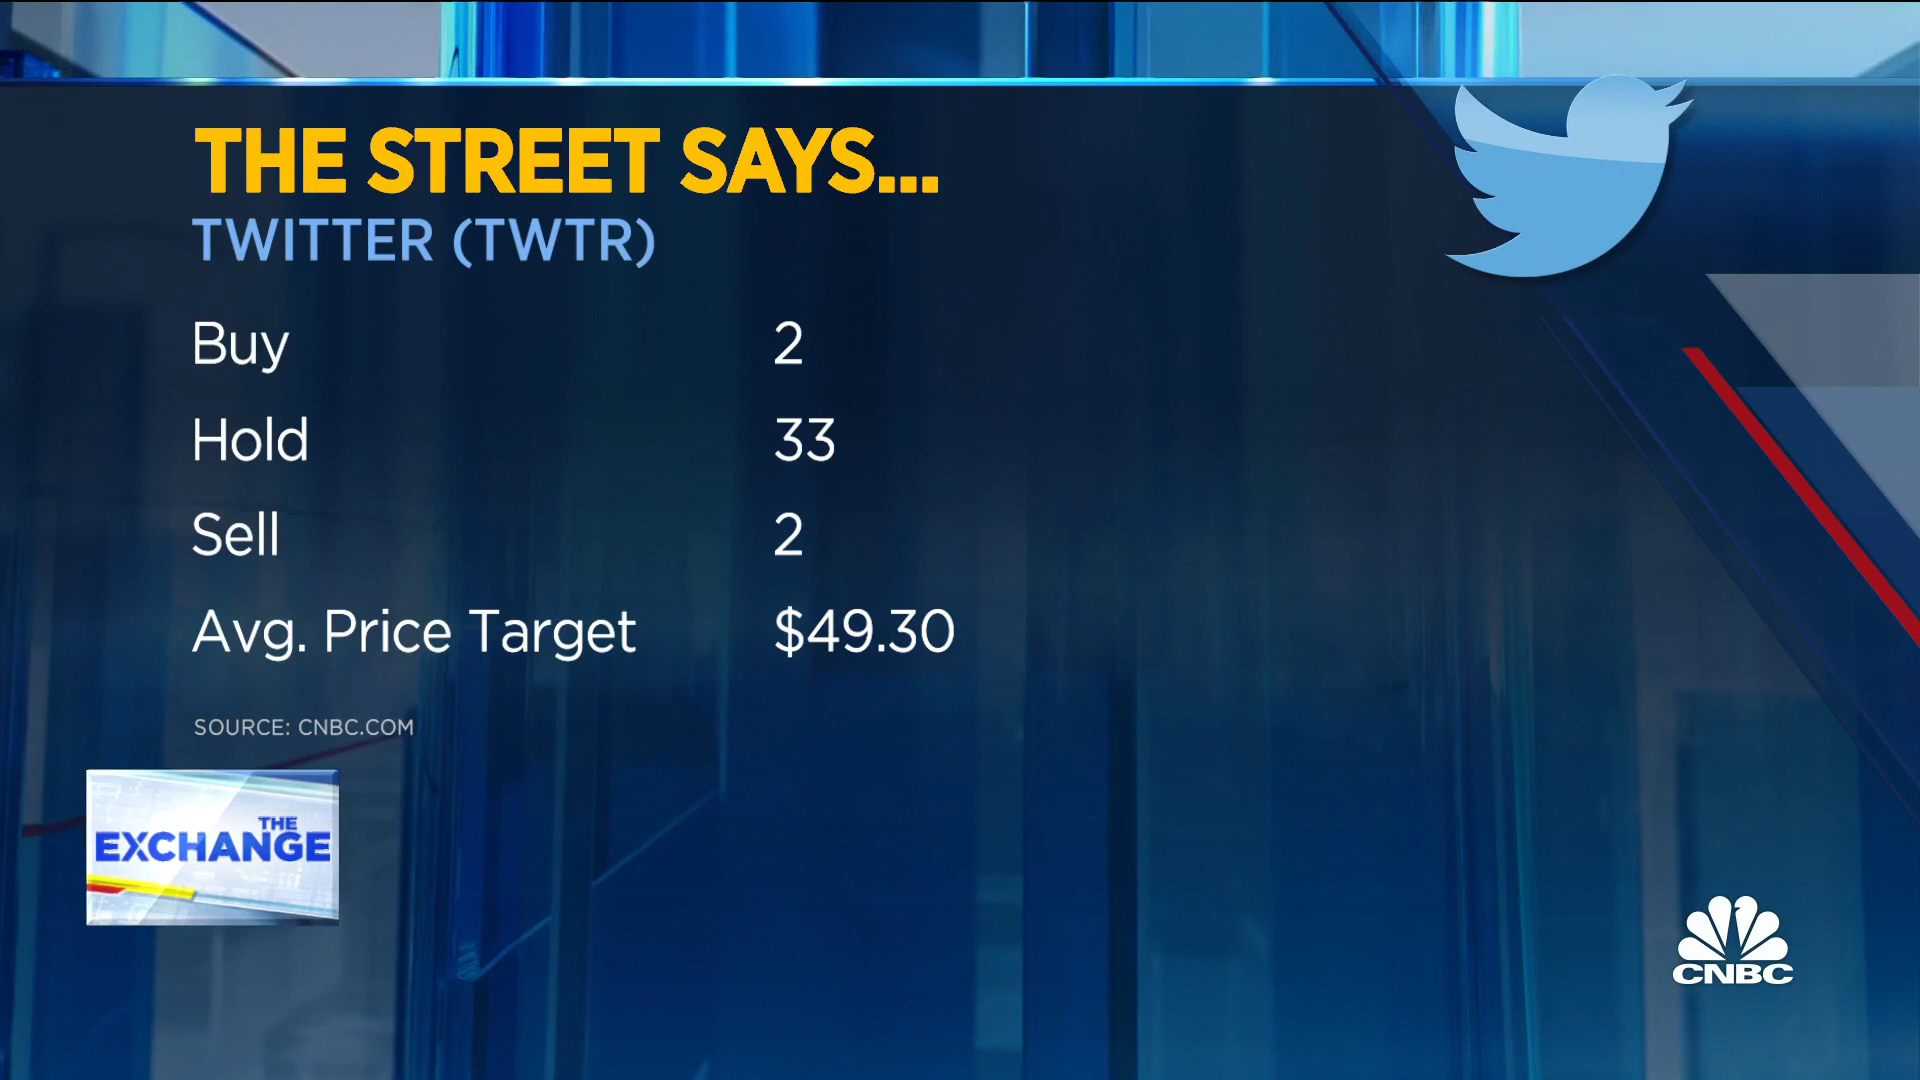 THE STREET SAYS...
TWITTER (TWTR)
Buy 2
Hold 33
Sell 2
Avg. Price Target $49.30
SOURCE: CNBC.COM
THE
EXCHANGE
CNBC